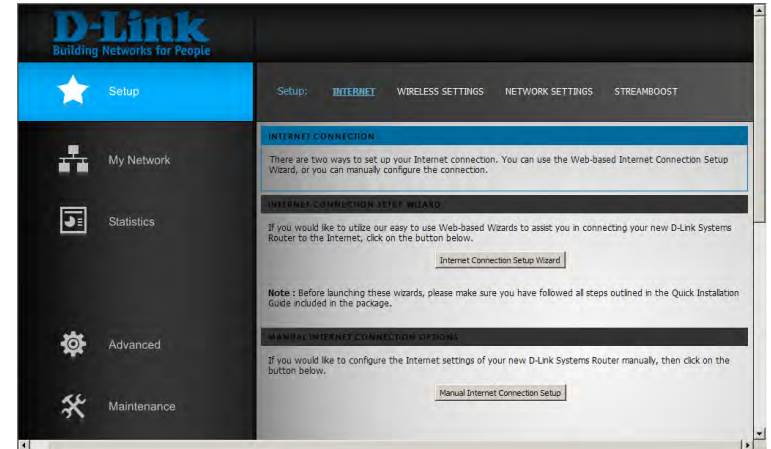 D-Link
Building Networks for People
Setup
My Network
Statistics
Advanced
Maintenance
Setup: INTERNET WIRELESS SETTINGS NETWORK SETTINGS STREAMBOOST
INTERNET CONNECTION
There are two ways to set up your Internet connection. You can use the Web-based Internet Connection Setup
Wizard, or you can manually configure the connection.
INTERNET CONNECTION SETUP WIZARD
If you would like to utilize our easy to use Web-based Wizards to assist you in connecting your new D-Link Systems
Router to the Internet, click on the button below.
Internet Connection Setup Wizard
Note : Before launching these wizards, please make sure you have followed all steps outlined in the Quick Installation
Guide included in the package.
MANUAL INTERNET CONNECTION OPTIONS
If you would like to configure the Internet settings of your new D-Link Systems Router manually, then click on the
button below.
Manual Internet Connection Setup